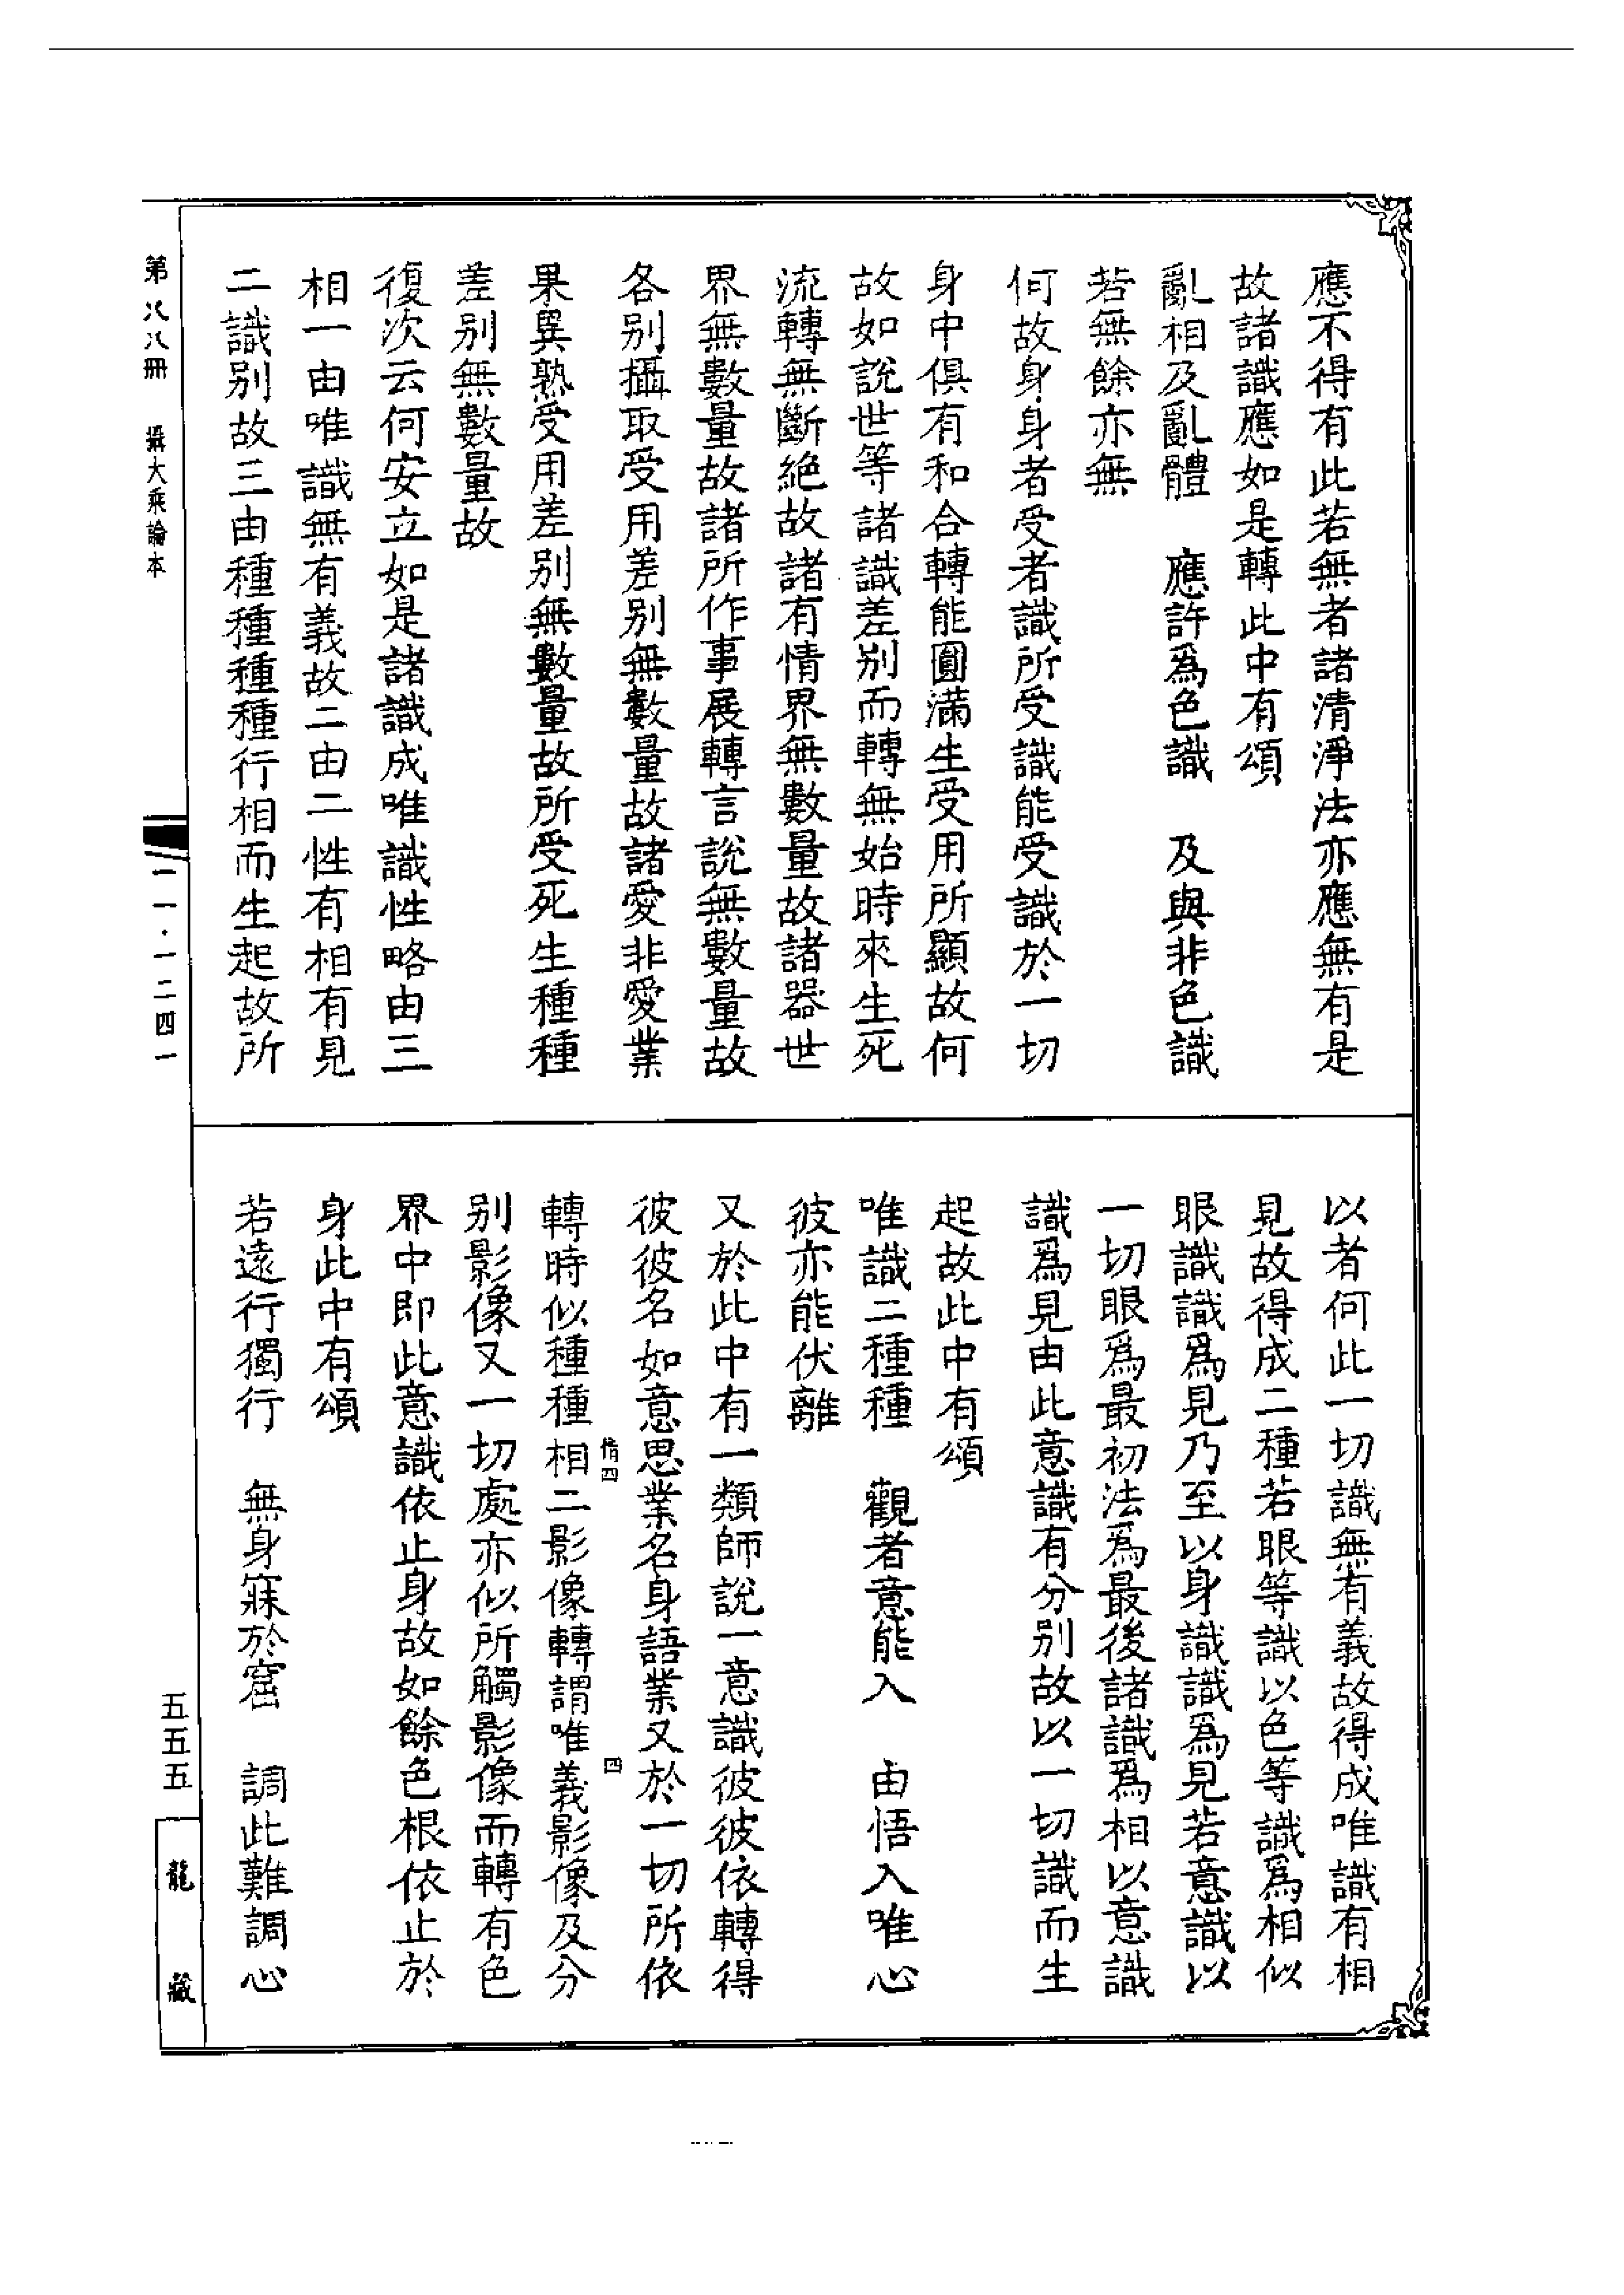 應不得有此若無者諸清淨法亦應無有是
故諸識應如是轉此中有頌
亂相及亂體　應許爲色識　及與非色識
若無餘亦無
何故身身者受者識所受識能受識於一切
身中俱有和合轉能圓滿生受用所顯故何
故如說世等諸識差别而轉無始時來生死
流轉無斷絕故諸有情界無數量故諸器世
界無數量故諸所作事展轉言說無數量故
各别攝取受用差别無數量故諸愛非愛業
果異熟受用差别無數量故所受死生種種
差别無數量故
復次云何安立如是諸識成唯識性略由三
相一由唯識無有義故二由二性有相有見
二識别故三由種種種種行相而生起故所
以者何此一切識無有義故得成唯識有相
見故得成二種若眼等識以色等識爲相似
眼識識爲見乃至以身識識爲見若意識以
一切眼爲最初法爲最後諸識爲相以意識
識爲見由此意識有分别故以一切識而生
起故此中有頌
唯識二種種　觀者意能入　由悟入唯心
彼亦能伏離
又於此中有一類師說一意識彼彼依轉得
彼彼名如意思業名身語業又於一切所依
轉時似種種相二影像轉謂唯義影像及分
别影像又一切處亦似所觸影像而轉有色
界中即此意識依止身故如餘色根依止於
身此中有頌
若遠行獨行　無身寐於窟　調此難調心
四
第六八冊　攝大乘論本
一一·一二四一
五五五
龍藏